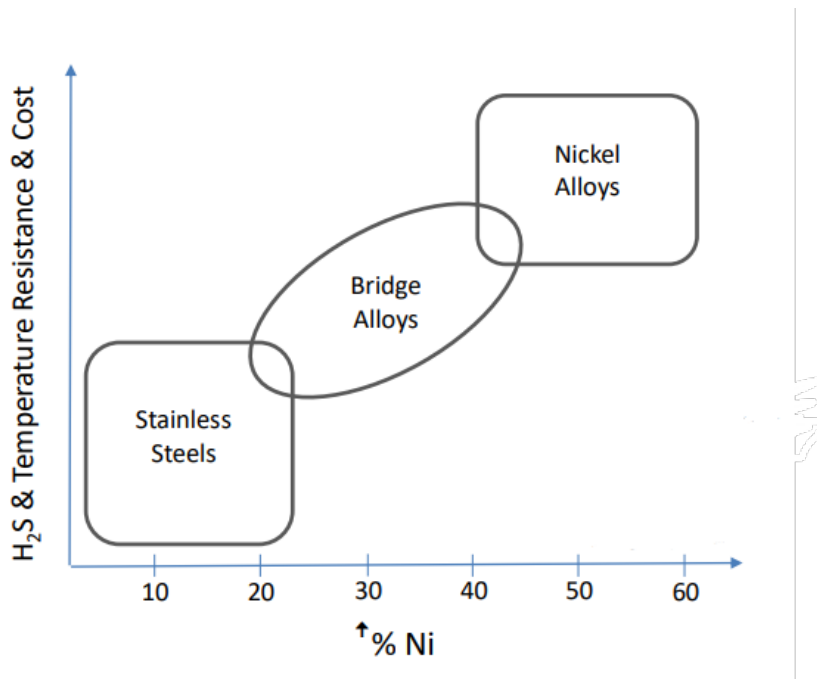 H₂S & Temperature Resistance & Cost
Nickel
Alloys
Bridge
Alloys
Stainless
Steels
10 20 30 40 50 60
↑% Ni